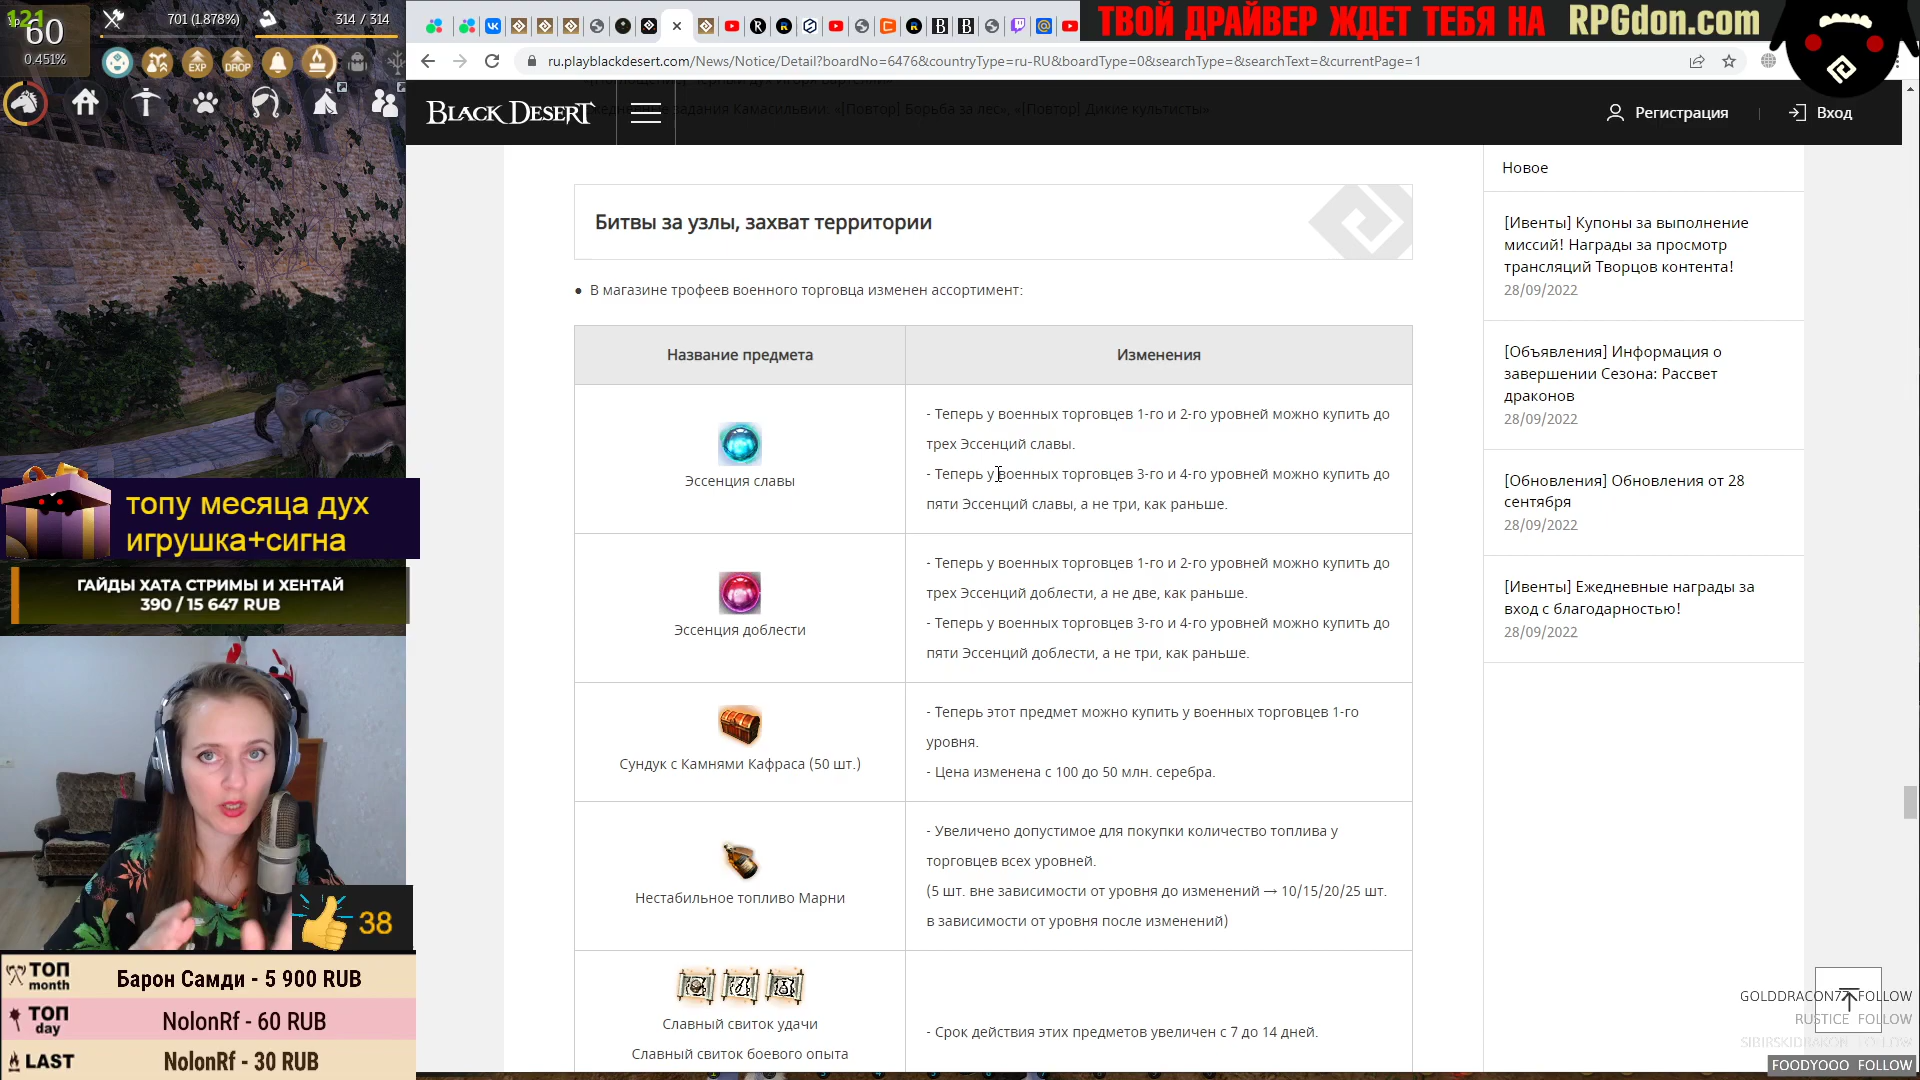 121
60
0.451%
701 (1.878%)
314 / 314
EXP
DROP
ТВОЙ ДРАЙВЕР ЖДЕТ ТЕБЯ НА RPGdon.com
ru.playblackdesert.com/News/Notice/Detail?boardNo=6476&countryType=ru-RU&boardType=0&searchType=&searchText=&currentPage=1
BLACK DESERT
задания Камасильвии: «[Повтор] Борьба за лес», «[Повтор] Дикие культисты»
Регистрация
Вход
Битвы за узлы, захват территории
● В магазине трофеев военного торговца изменен ассортимент:
Название предмета
Изменения
Эссенция славы
- Теперь у военных торговцев 1-го и 2-го уровней можно купить до
трех Эссенций славы.
- Теперь у военных торговцев 3-го и 4-го уровней можно купить до
пяти Эссенций славы, а не три, как раньше.
Эссенция доблести
- Теперь у военных торговцев 1-го и 2-го уровней можно купить до
трех Эссенций доблести, а не две, как раньше.
- Теперь у военных торговцев 3-го и 4-го уровней можно купить до
пяти Эссенций доблести, а не три, как раньше.
Сундук с Камнями Кафраса (50 шт.)
- Теперь этот предмет можно купить у военных торговцев 1-го
уровня.
- Цена изменена с 100 до 50 млн. серебра.
Нестабильное топливо Марни
- Увеличено допустимое для покупки количество топлива у
торговцев всех уровней.
(5 шт. вне зависимости от уровня до изменений → 10/15/20/25 шт.
в зависимости от уровня после изменений)
Славный свиток удачи
Славный свиток боевого опыта
- Срок действия этих предметов увеличен с 7 до 14 дней.
Новое
[Ивенты] Купоны за выполнение
миссий! Награды за просмотр
трансляций Творцов контента!
28/09/2022
[Объявления] Информация о
завершении Сезона: Рассвет
драконов
28/09/2022
[Обновления] Обновления от 28
сентября
28/09/2022
[Ивенты] Ежедневные награды за
вход с благодарностью!
28/09/2022
топу месяца дух
игрушка+сигна
ГАЙДЫ ХАТА СТРИМЫ И ХЕНТАЙ
390 / 15 647 RUB
38
ТОП
month
Барон Самди - 5 900 RUB
ТОП
day
NolonRf - 60 RUB
LAST
NolonRf - 30 RUB
GOLDDRACON77 FOLLOW
RUSTICE FOLLOW
FOODYOOO FOLLOW